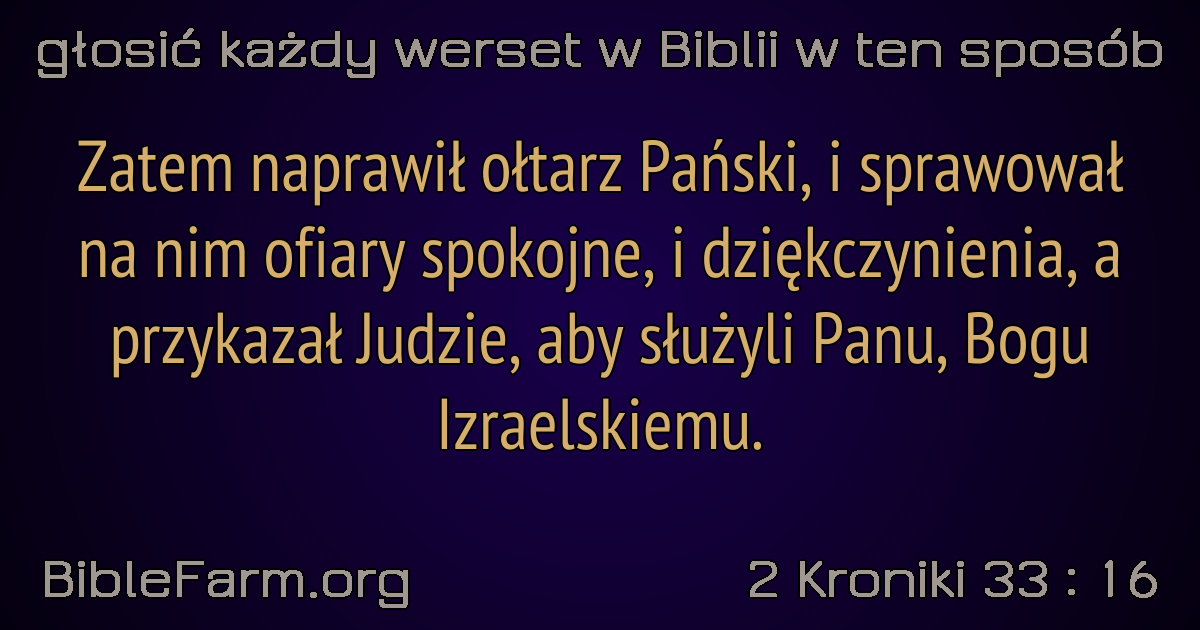 głosić każdy werset w Biblii w ten sposób
Zatem naprawił ołtarz Pański, i sprawował
na nim ofiary spokojne, i dziękczynienia, a
przykazał Judzie, aby służyli Panu, Bogu
Izraelskiemu.
BibleFarm.org
2 Kroniki 33 : 16